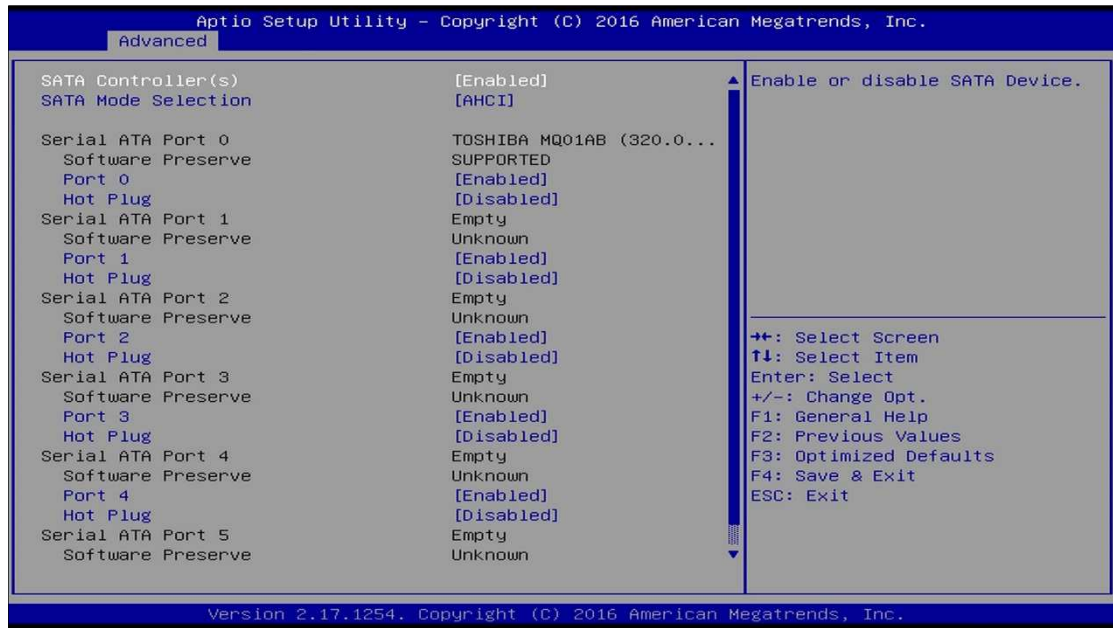 Aptio Setup Utility – Copyright (C) 2016 American Megatrends, Inc.
Advanced
SATA Controller(s) [Enabled]
SATA Mode Selection [AHCI]
Serial ATA Port 0 TOSHIBA MQ01AB (320.0...
Software Preserve SUPPORTED
Port 0 [Enabled]
Hot Plug [Disabled]
Serial ATA Port 1 Empty
Software Preserve Unknown
Port 1 [Enabled]
Hot Plug [Disabled]
Serial ATA Port 2 Empty
Software Preserve Unknown
Port 2 [Enabled]
Hot Plug [Disabled]
Serial ATA Port 3 Empty
Software Preserve Unknown
Port 3 [Enabled]
Hot Plug [Disabled]
Serial ATA Port 4 Empty
Software Preserve Unknown
Port 4 [Enabled]
Hot Plug [Disabled]
Serial ATA Port 5 Empty
Software Preserve Unknown
Enable or disable SATA Device.
→←: Select Screen
↑↓: Select Item
Enter: Select
+/-: Change Opt.
F1: General Help
F2: Previous Values
F3: Optimized Defaults
F4: Save & Exit
ESC: Exit
Version 2.17.1254. Copyright (C) 2016 American Megatrends, Inc.